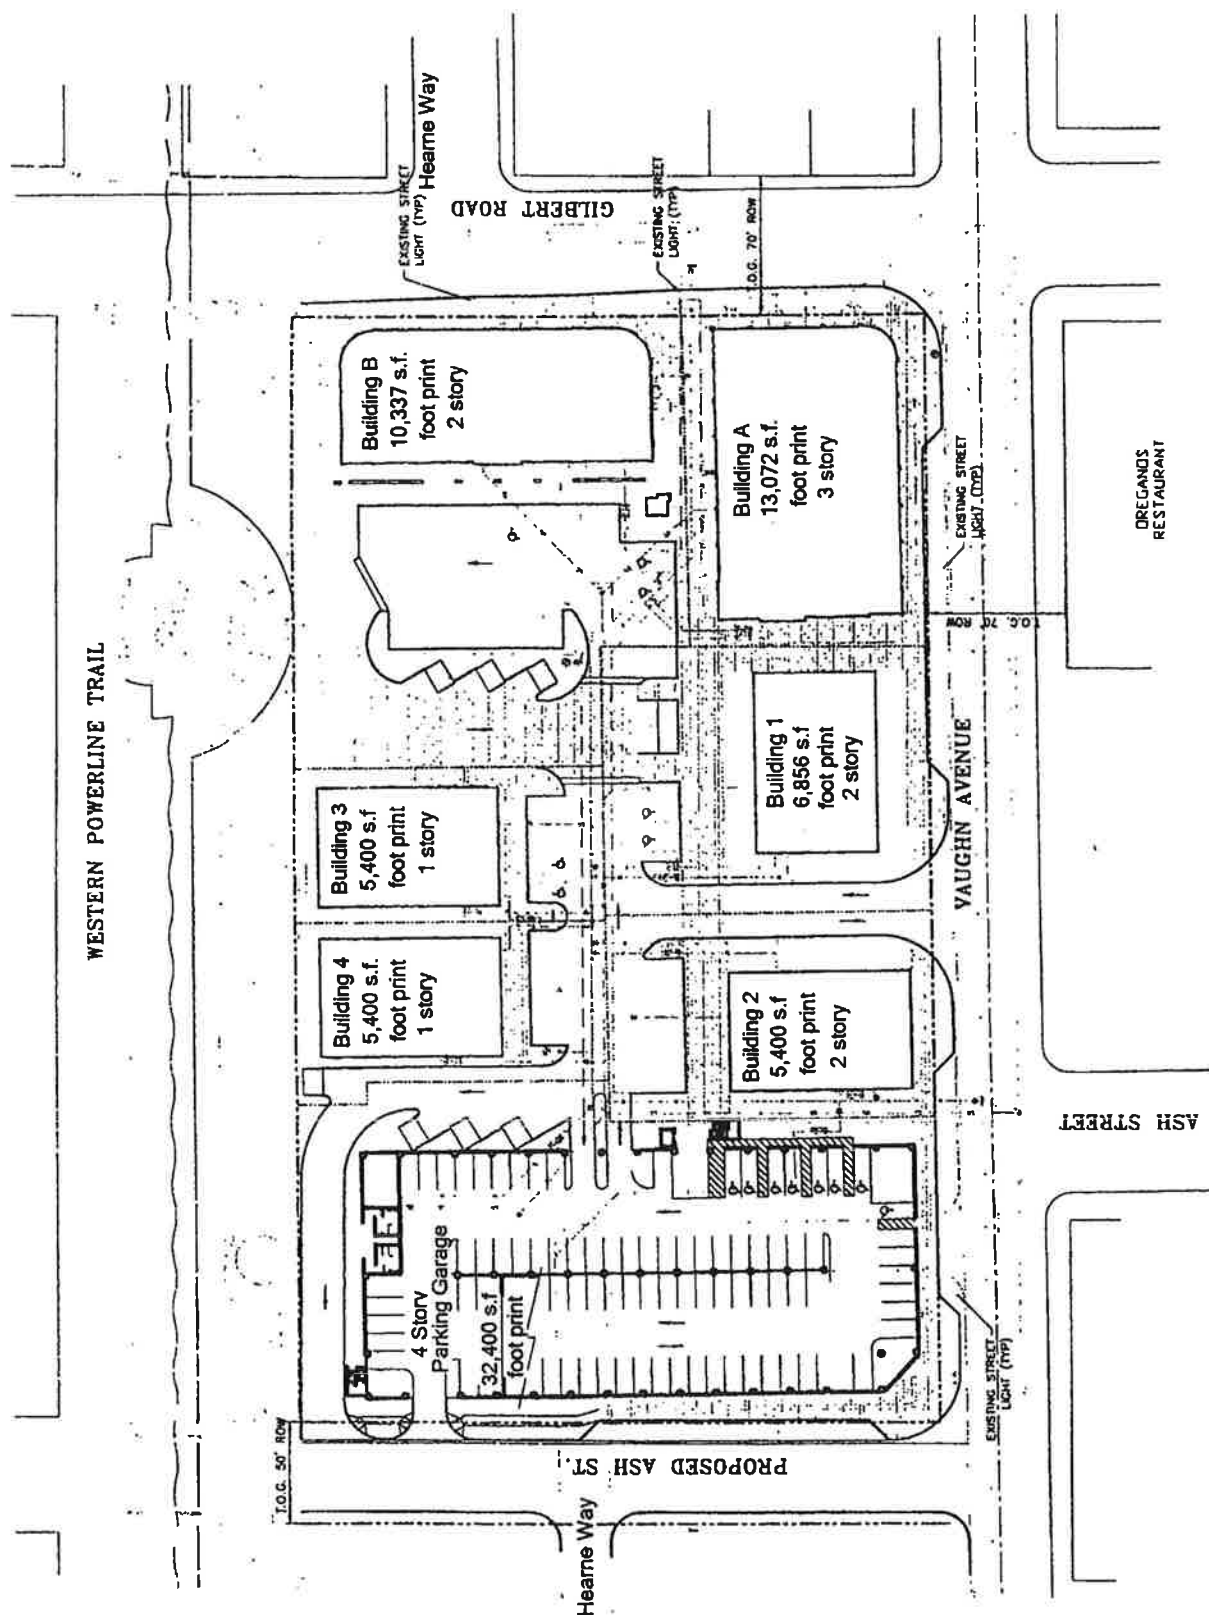 WESTERN POWERLINE TRAIL
Hearne Way
GILBERT ROAD
EXISTING STREET
LIGHT (TYP)
EXISTING STREET
LIGHT (TYP)
T.O.G. 70' ROW
Building B
10,337 s.f.
foot print
2 story
Building A
13,072 s.f.
foot print
3 story
EXISTING STREET
LIGHT (TYP)
OREGANOS
RESTAURANT
T.O.G. 70' ROW
Building 3
5,400 s.f
foot print
1 story
Building 1
6,856 s.f
foot print
2 story
VAUGHN AVENUE
Building 4
5,400 s.f.
foot print
1 story
Building 2
5,400 s.f
foot print
2 story
ASH STREET
4 Story
Parking Garage
32,400 s.f
foot print
EXISTING STREET
LIGHT (TYP)
T.O.G. 50' ROW
PROPOSED ASH ST.
Hearne Way